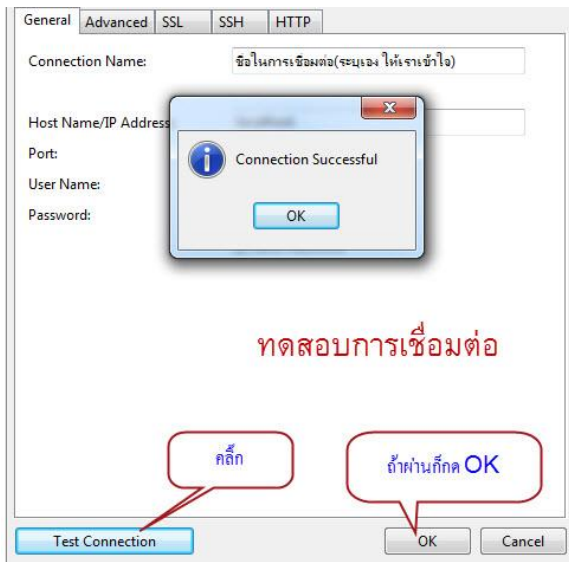 General Advanced SSL SSH HTTP
Connection Name: ชื่อในการเชื่อมต่อ(ระบุเอง ให้เราเข้าใจ)
Host Name/IP Address
Port:
Connection Successful
User Name:
Password:
OK
ทดสอบการเชื่อมต่อ
คลิ๊ก
ถ้าผ่านก็กด OK
Test Connection OK Cancel